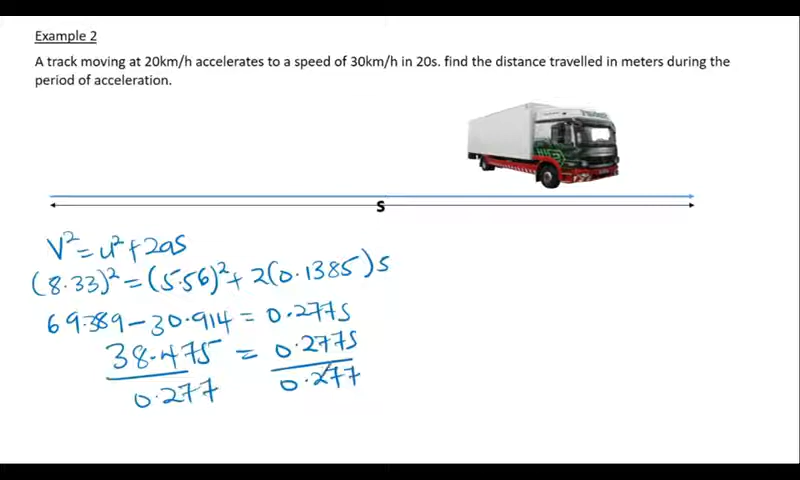 Example 2
A track moving at 20km/h accelerates to a speed of 30km/h in 20s. find the distance travelled in meters during the
period of acceleration.
S
V² = u² + 2as
(8.33)² = (5.56)² + 2(0.1385)s
69.389 - 30.914 = 0.277s
38.475 = 0.277s
0.277 0.277